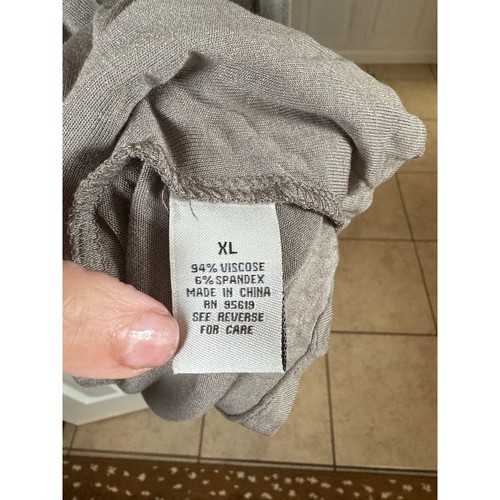 XL
94% VISCOSE
6% SPANDEX
MADE IN CHINA
RN 95619
SEE REVERSE
FOR CARE